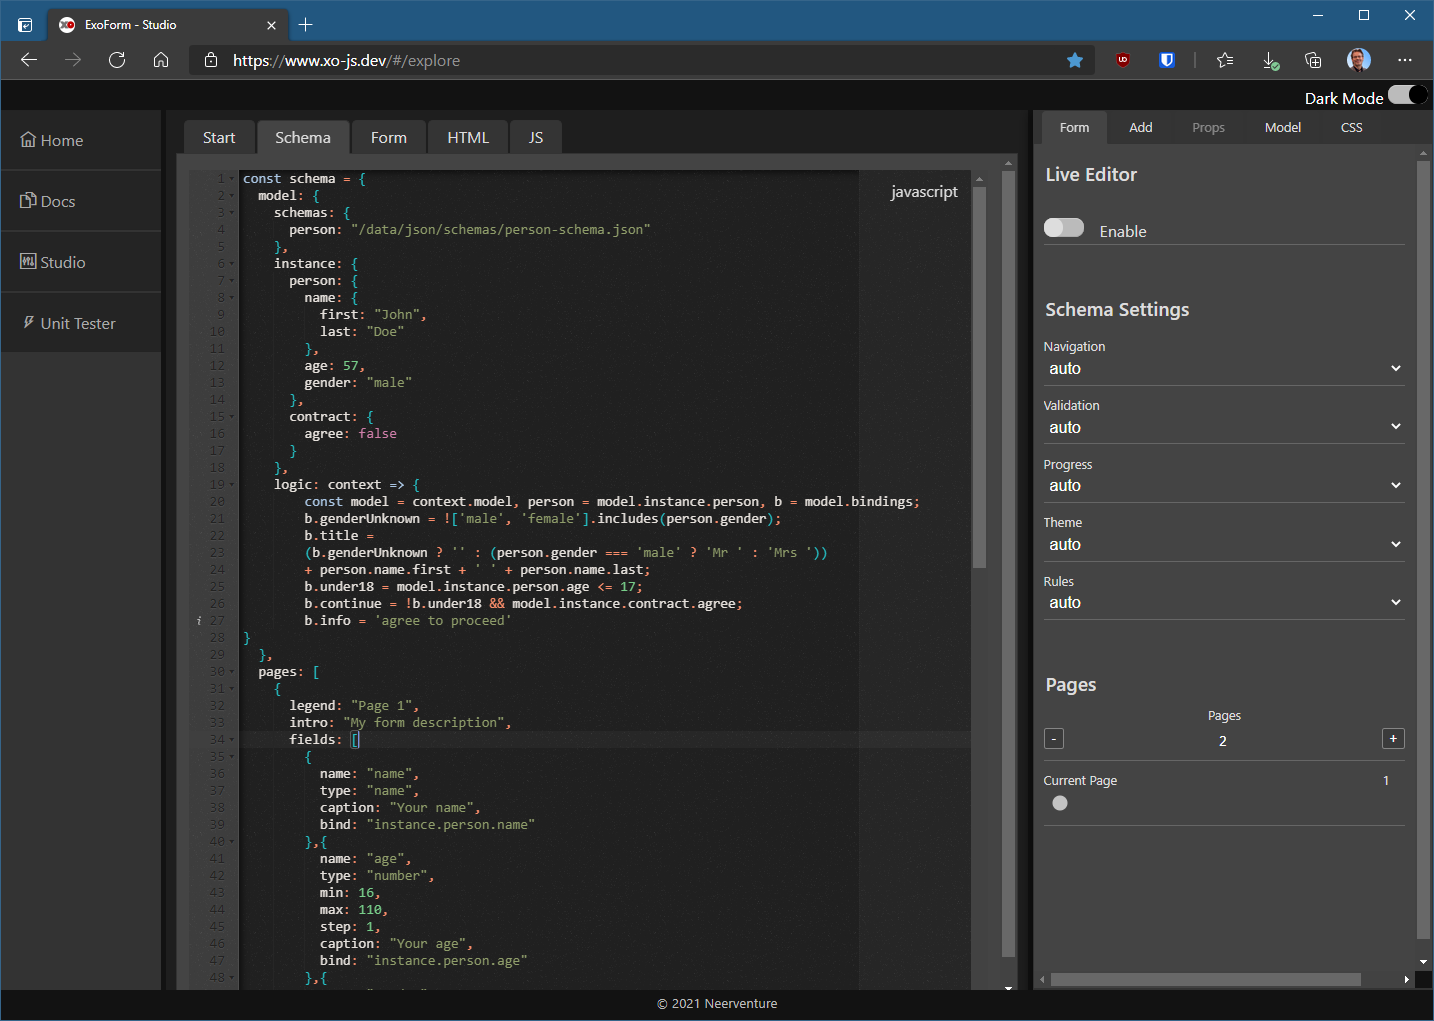 ExoForm - Studio
https://www.xo-js.dev/#/explore
Dark Mode
Home
Docs
Studio
Unit Tester
Start Schema Form HTML JS
javascript
1 const schema = {
2 model: {
3 schemas: {
4 person: "/data/json/schemas/person-schema.json"
5 },
6 instance: {
7 person: {
8 name: {
9 first: "John",
10 last: "Doe"
11 },
12 age: 57,
13 gender: "male"
14 },
15 contract: {
16 agree: false
17 }
18 },
19 logic: context => {
20 const model = context.model, person = model.instance.person, b = model.bindings;
21 b.genderUnknown = !['male', 'female'].includes(person.gender);
22 b.title =
23 (b.genderUnknown ? '' : (person.gender === 'male' ? 'Mr ' : 'Mrs '))
24 + person.name.first + ' ' + person.name.last;
25 b.under18 = model.instance.person.age <= 17;
26 b.continue = !b.under18 && model.instance.contract.agree;
i 27 b.info = 'agree to proceed'
28 }
29 },
30 pages: [
31 {
32 legend: "Page 1",
33 intro: "My form description",
34 fields: [
35 {
36 name: "name",
37 type: "name",
38 caption: "Your name",
39 bind: "instance.person.name"
40 },{
41 name: "age",
42 type: "number",
43 min: 16,
44 max: 110,
45 step: 1,
46 caption: "Your age",
47 bind: "instance.person.age"
48 },{
Form Add Props Model CSS
Live Editor
Enable
Schema Settings
Navigation
auto
Validation
auto
Progress
auto
Theme
auto
Rules
auto
Pages
Pages
- 2 +
Current Page 1
© 2021 Neerventure